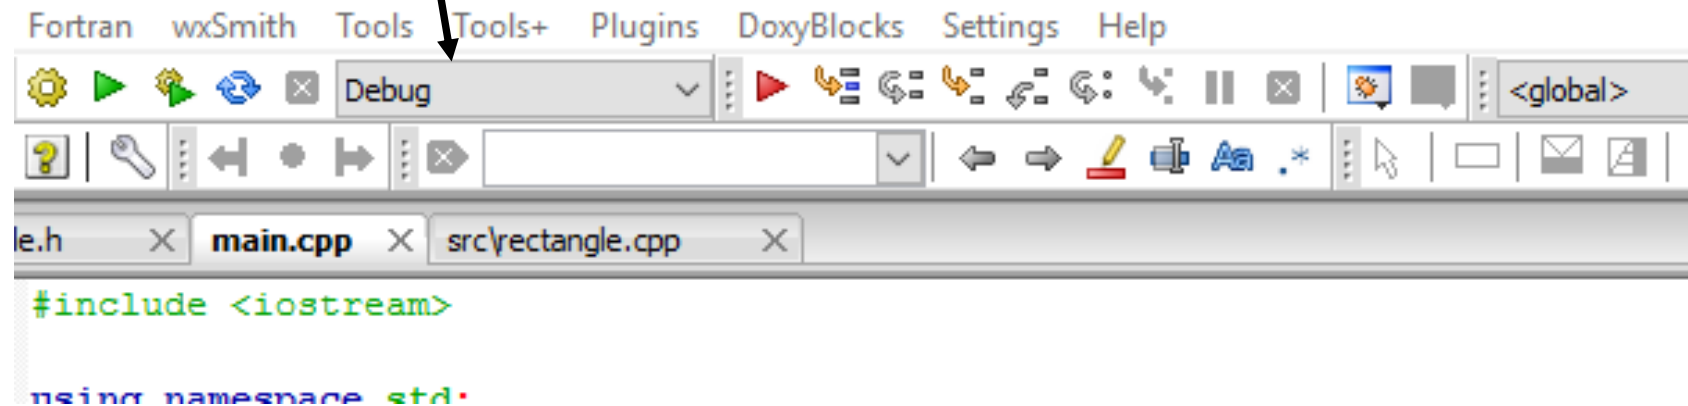 Fortran wxSmith Tools Tools+ Plugins DoxyBlocks Settings Help
Debug <global>
le.h main.cpp src\rectangle.cpp
#include <iostream>
using namespace std;